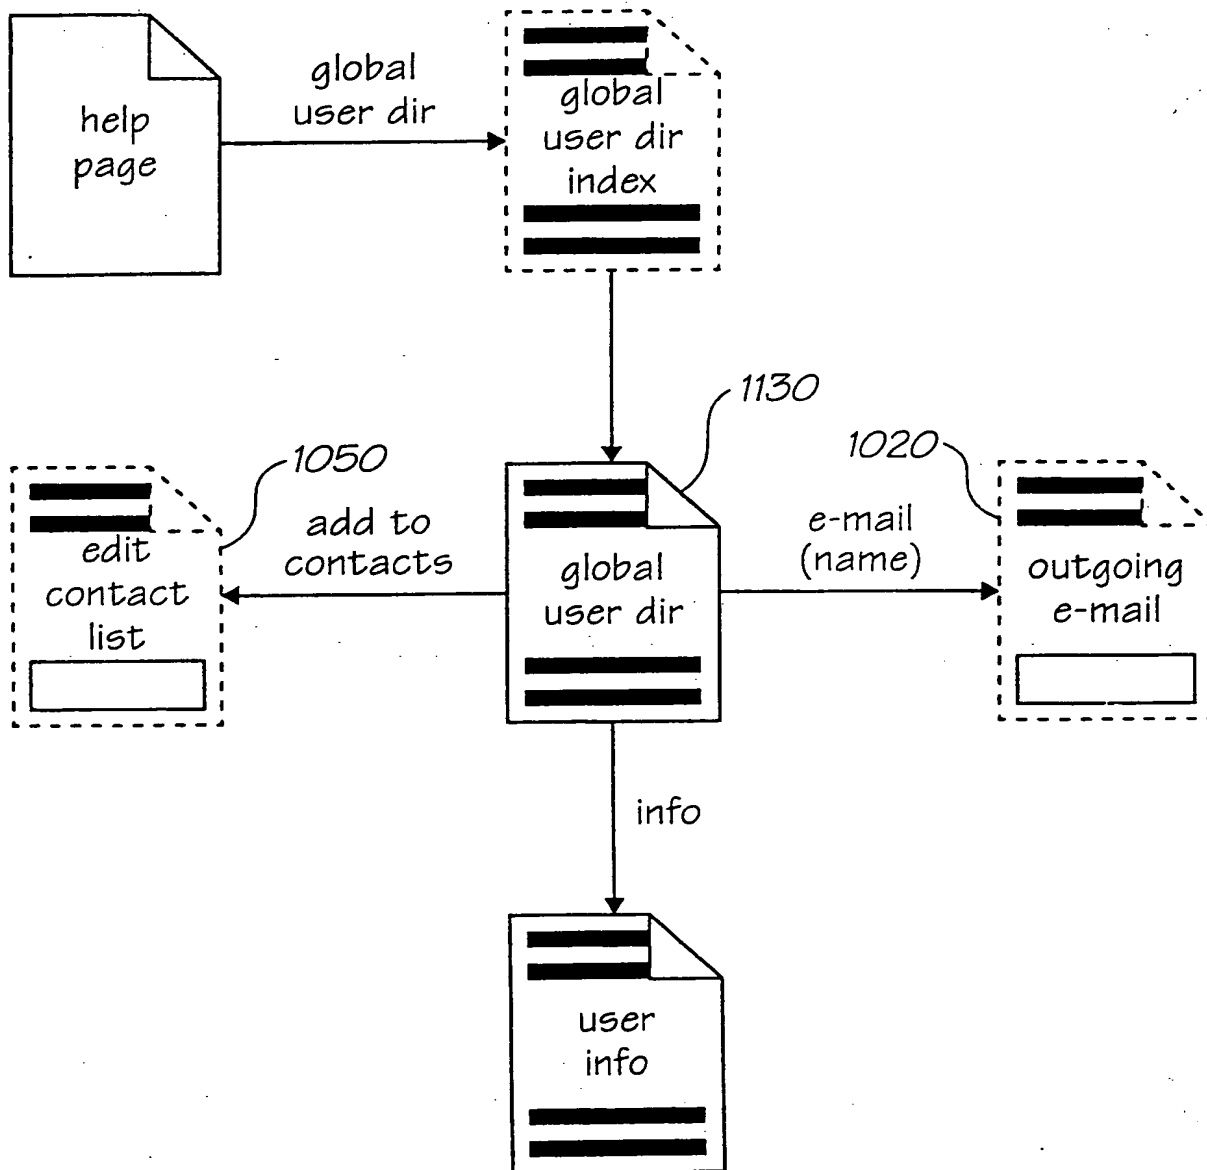 help
page
global
user dir
global
user dir
index
1130
1050
1020
edit
contact
list
add to
contacts
global
user dir
e-mail
(name)
outgoing
e-mail
info
user
info